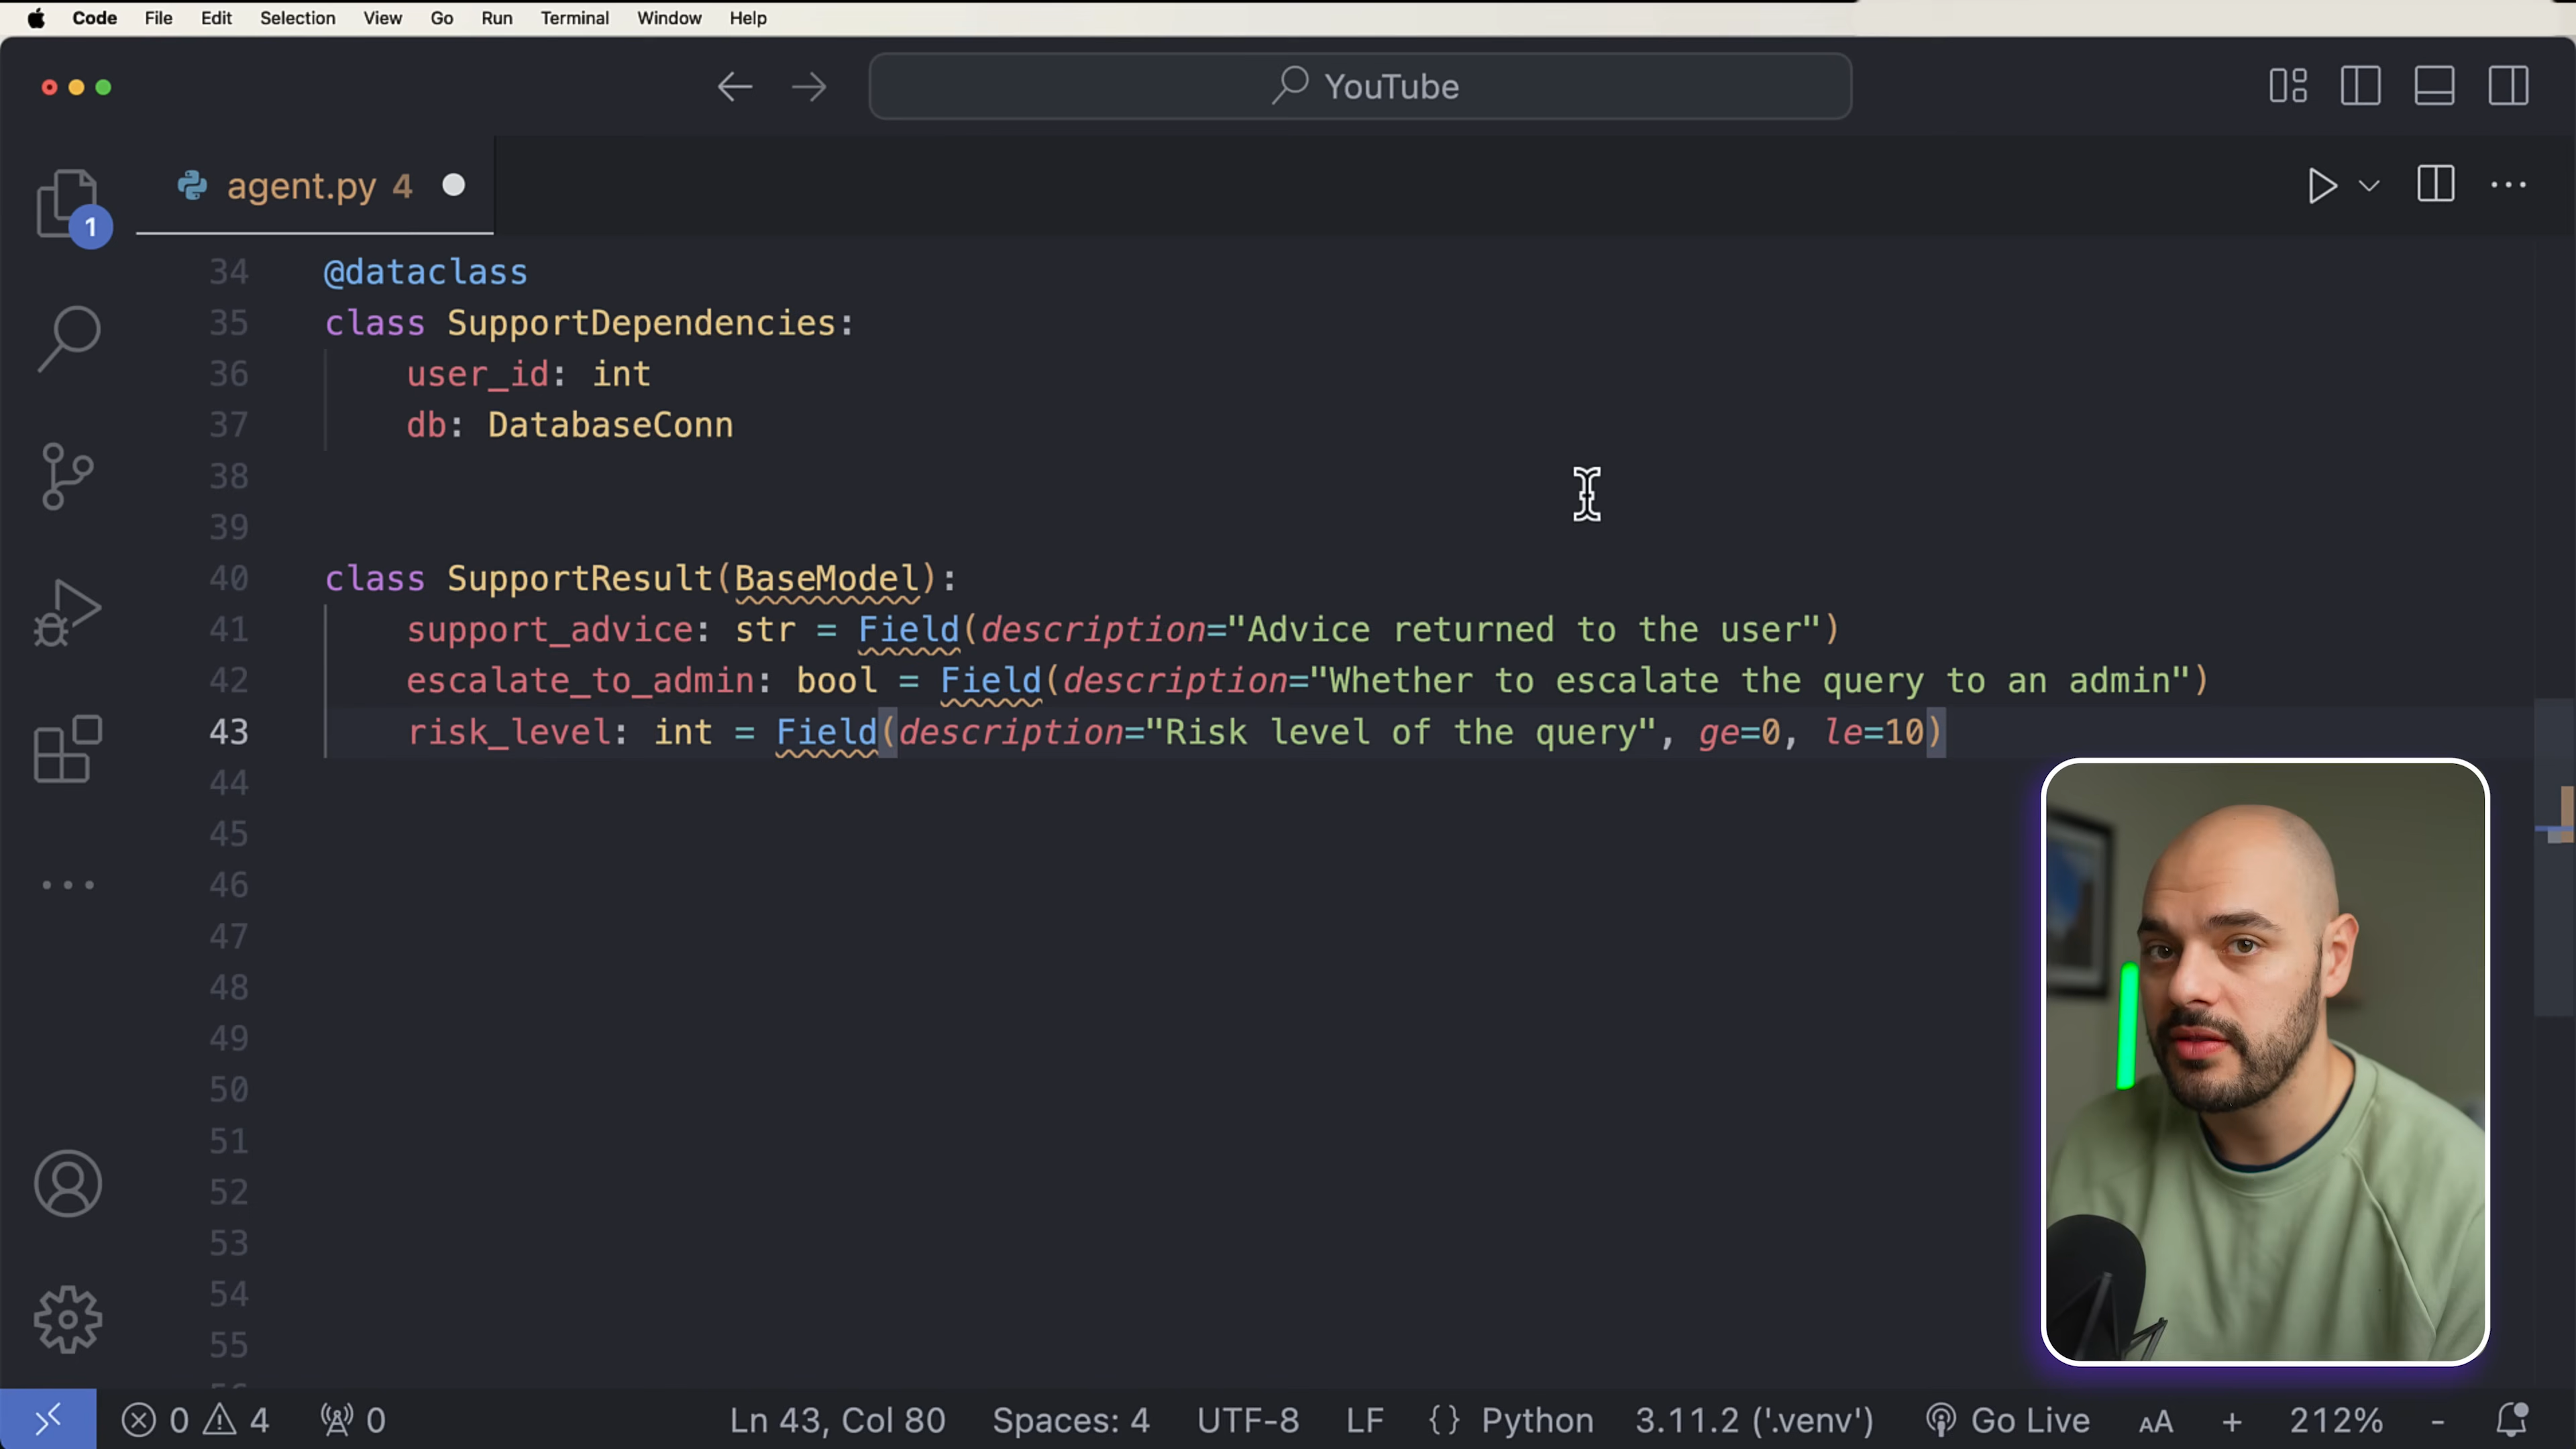 Code File Edit Selection View Go Run Terminal Window Help
YouTube
agent.py 4
1
34 @dataclass
35 class SupportDependencies:
36 user_id: int
37 db: DatabaseConn
38
39
40 class SupportResult(BaseModel):
41 support_advice: str = Field(description="Advice returned to the user")
42 escalate_to_admin: bool = Field(description="Whether to escalate the query to an admin")
43 risk_level: int = Field(description="Risk level of the query", ge=0, le=10)
44
45
46
47
48
49
50
51
52
53
54
55
0 4 0 Ln 43, Col 80 Spaces: 4 UTF-8 LF {} Python 3.11.2 ('.venv') Go Live AA + 212% -